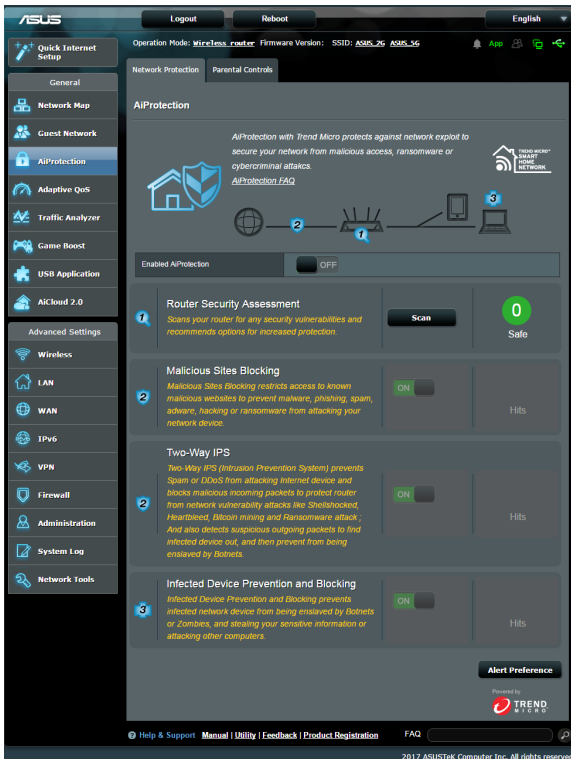 ASUS
Logout
Reboot
English
Quick Internet
Setup
Operation Mode: Wireless router Firmware Version: SSID: ASUS_2G ASUS_5G
App
Network Protection
Parental Controls
General
Network Map
Guest Network
AiProtection
Adaptive QoS
Traffic Analyzer
Game Boost
USB Application
AiCloud 2.0
Advanced Settings
Wireless
LAN
WAN
IPv6
VPN
Firewall
Administration
System Log
Network Tools
AiProtection
AiProtection with Trend Micro protects against network exploit to
secure your network from malicious access, ransomware or
cybercriminal attakcs.
AiProtection FAQ
TREND MICRO™
SMART
HOME
NETWORK
2
1
3
Enabled AiProtection
OFF
1
Router Security Assessment
Scans your router for any security vulnerabilities and
recommends options for increased protection.
Scan
0
Safe
2
Malicious Sites Blocking
Malicious Sites Blocking restricts access to known
malicious websites to prevent malware, phishing, spam,
adware, hacking or ransomware from attacking your
network device.
ON
Hits
2
Two-Way IPS
Two-Way IPS (Intrusion Prevention System) prevents
Spam or DDoS from attacking Internet device and
blocks malicious incoming packets to protect router
from network vulnerability attacks like Shellshocked,
Heartbleed, Bitcoin mining and Ransomware attack ;
And also detects suspicious outgoing packets to find
infected device out, and then prevent from being
enslaved by Botnets.
ON
Hits
3
Infected Device Prevention and Blocking
Infected Device Prevention and Blocking prevents
infected network device from being enslaved by Botnets
or Zombies, and stealing your sensitive information or
attacking other computers.
ON
Hits
Alert Preference
Powered by
TREND
MICRO
Help & Support Manual | Utility | Feedback | Product Registration
FAQ
2017 ASUSTeK Computer Inc. All rights reserved